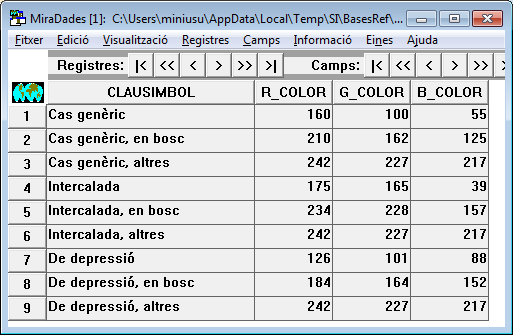 MiraDades [1]: C:\Users\miniusu\AppData\Local\Temp\SI\BasesRef\...
Fitxer Edició Visualització Registres Camps Informació Eines Ajuda
Registres: |< << < > >> >| Camps: |< << < > >>
CLAUSIMBOL R_COLOR G_COLOR B_COLOR
1 Cas genèric 160 100 55
2 Cas genèric, en bosc 210 162 125
3 Cas genèric, altres 242 227 217
4 Intercalada 175 165 39
5 Intercalada, en bosc 234 228 157
6 Intercalada, altres 242 227 217
7 De depressió 126 101 88
8 De depressió, en bosc 184 164 152
9 De depressió, altres 242 227 217